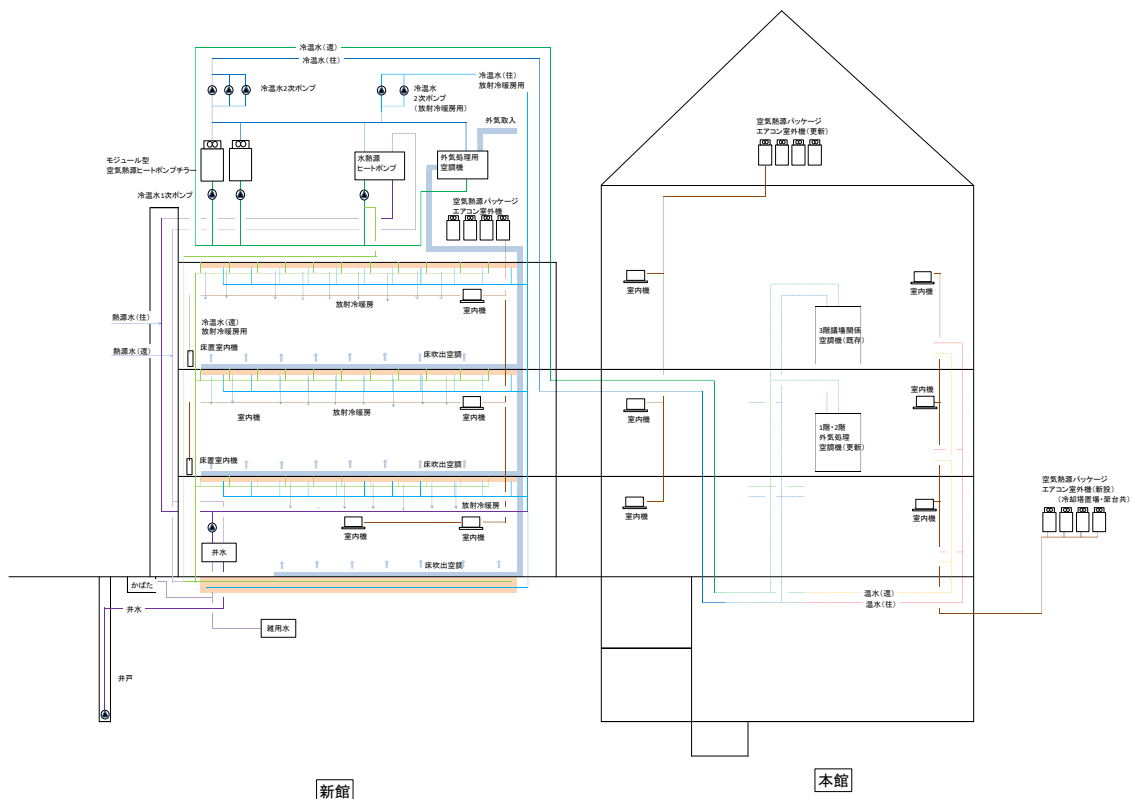 冷温水(還)
冷温水(往)
冷温水2次ポンプ
冷温水
2次ポンプ
(放射冷暖房用)
冷温水(往)
放射冷暖房用
外気取入
モジュール型
空気熱源ヒートポンプチラー
水熱源
ヒートポンプ
外気処理用
空調機
冷温水1次ポンプ
空気熱源パッケージ
エアコン室外機
空気熱源パッケージ
エアコン室外機(更新)
放射冷暖房
室内機
熱源水(往)
冷温水(還)
放射冷暖房用
熱源水(還)
床置室内機
床吹出空調
室内機
放射冷暖房
室内機
床置室内機
床吹出空調
放射冷暖房
室内機
室内機
井水
床吹出空調
かばた
井水
雑用水
井戸
新館
室内機
室内機
3階議場関係
空調機(既存)
室内機
室内機
1階・2階
外気処理
空調機(更新)
室内機
室内機
空気熱源パッケージ
エアコン室外機(新設)
(冷却塔置場・架台共)
温水(還)
温水(往)
本館